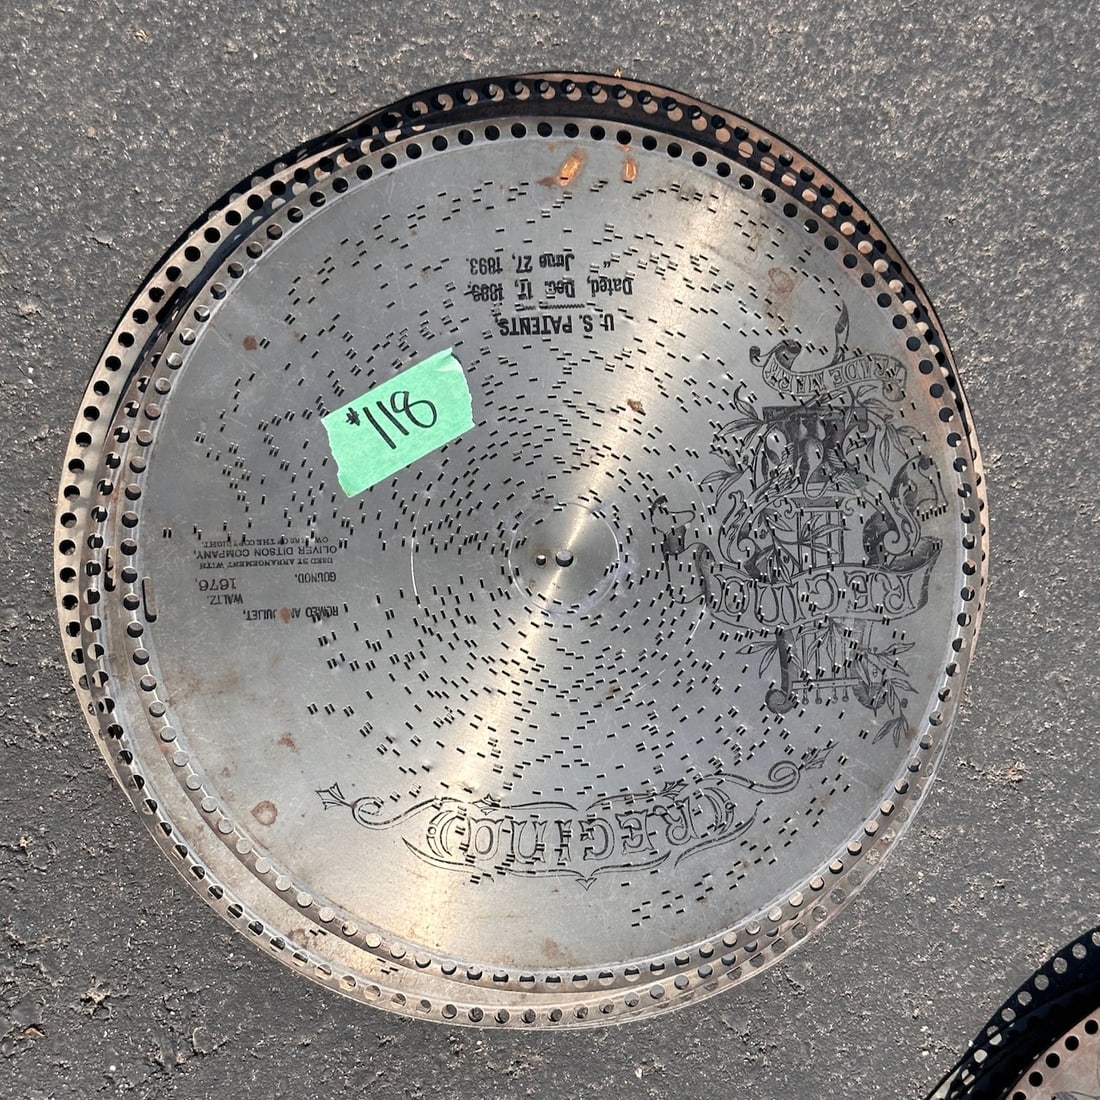 #118
U. S. PATENTS
Dated, Dec. 17, 1889.
" June 27, 1893.
TRADE MARK
REGINA
ROMEO AND JULIET.
WALTZ.
1676.
GOUNOD.
USED BY ARRANGEMENT WITH
OLIVER DITSON COMPANY,
OWNERS OF THE COPYRIGHT.
REGINA